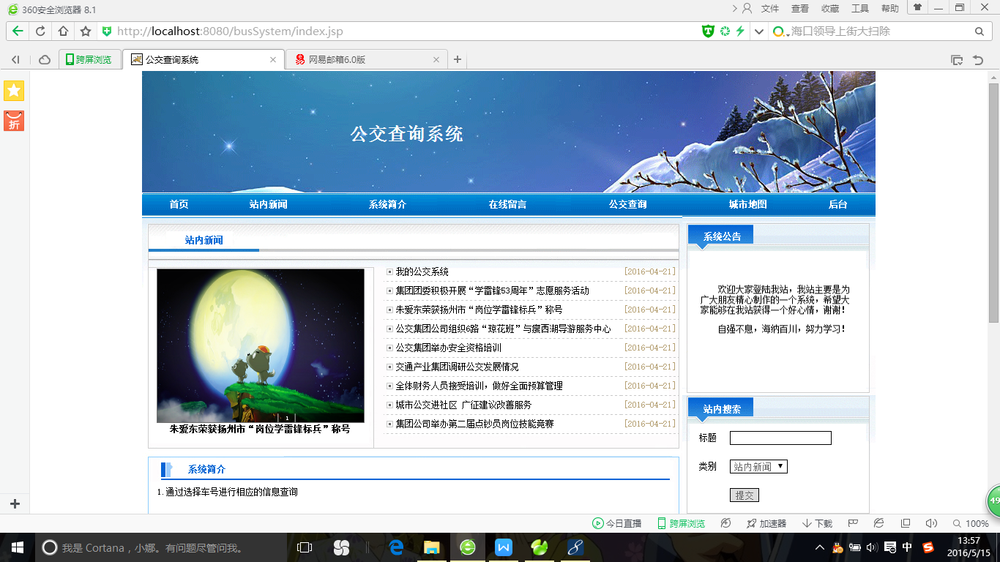 360安全浏览器 8.1
文件 查看 收藏 工具 帮助
http://localhost:8080/busSystem/index.jsp
海口领导上街大扫除
跨屏浏览 公交查询系统 网易邮箱6.0版
折
公交查询系统
首页 站内新闻 系统简介 在线留言 公交查询 城市地图 后台
站内新闻
1
朱爱东荣获扬州市“岗位学雷锋标兵”称号
我的公交系统 [2016-04-21]
集团团委积极开展“学雷锋53周年”志愿服务活动 [2016-04-21]
朱爱东荣获扬州市“岗位学雷锋标兵”称号 [2016-04-21]
公交集团公司组织6路“琼花班”与瘦西湖导游服务中心 [2016-04-21]
公交集团举办安全资格培训 [2016-04-21]
交通产业集团调研公交发展情况 [2016-04-21]
全体财务人员接受培训，做好全面预算管理 [2016-04-21]
城市公交进社区 广征建议改善服务 [2016-04-21]
集团公司举办第二届点钞员岗位技能竞赛 [2016-04-21]
系统简介
1.通过选择车号进行相应的信息查询
系统公告
欢迎大家登陆我站，我站主要是为
广大朋友精心制作的一个系统，希望大
家能够在我站获得一个好心情，谢谢！
自强不息，海纳百川，努力学习！
站内搜索
标题
类别 站内新闻
提交
49
今日直播 跨屏浏览 加速器 下载 100%
我是 Cortana，小娜。有问题尽管问我。
中
13:57
2016/5/15